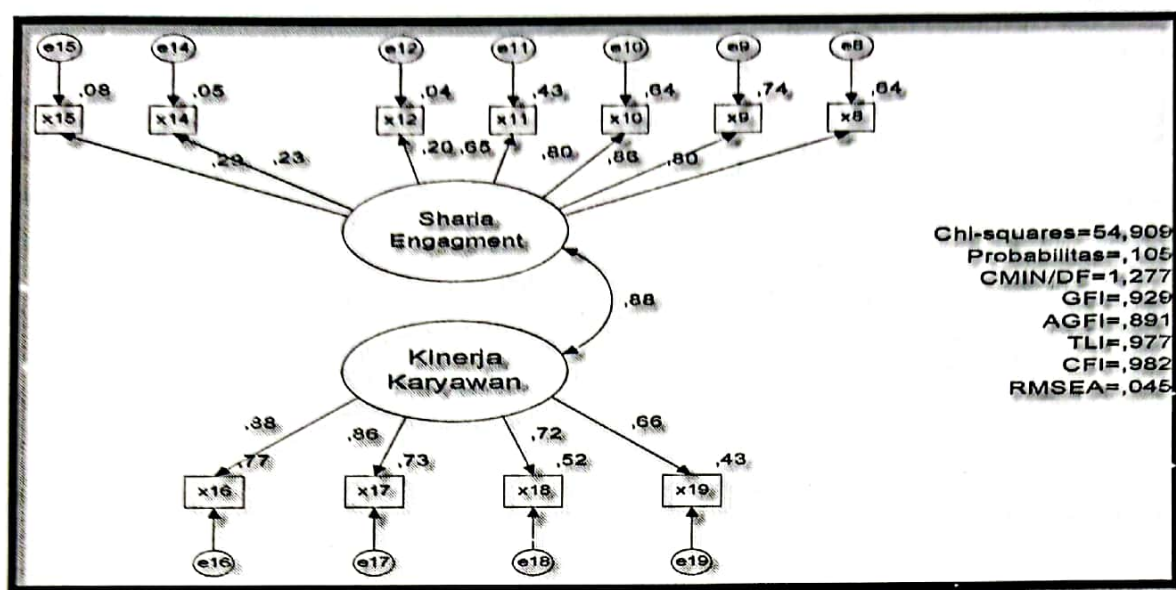 e15 e14 e12 e11 e10 e9 e8
,08 ,05 ,04 ,43 ,64 ,74 ,64
x15 x14 x12 x11 x10 x9 x8
,29 ,23 ,20 ,65 ,80 ,86 ,80
Sharia
Engagment
Chi-squares=54,909
Probabilitas=,105
CMIN/DF=1,277
GFI=,929
AGFI=,891
TLI=,977
CFI=,982
RMSEA=,045
,88
Kinerja
Karyawan
,88 ,86 ,72 ,66
,77 ,73 ,52 ,43
x16 x17 x18 x19
e16 e17 e18 e19